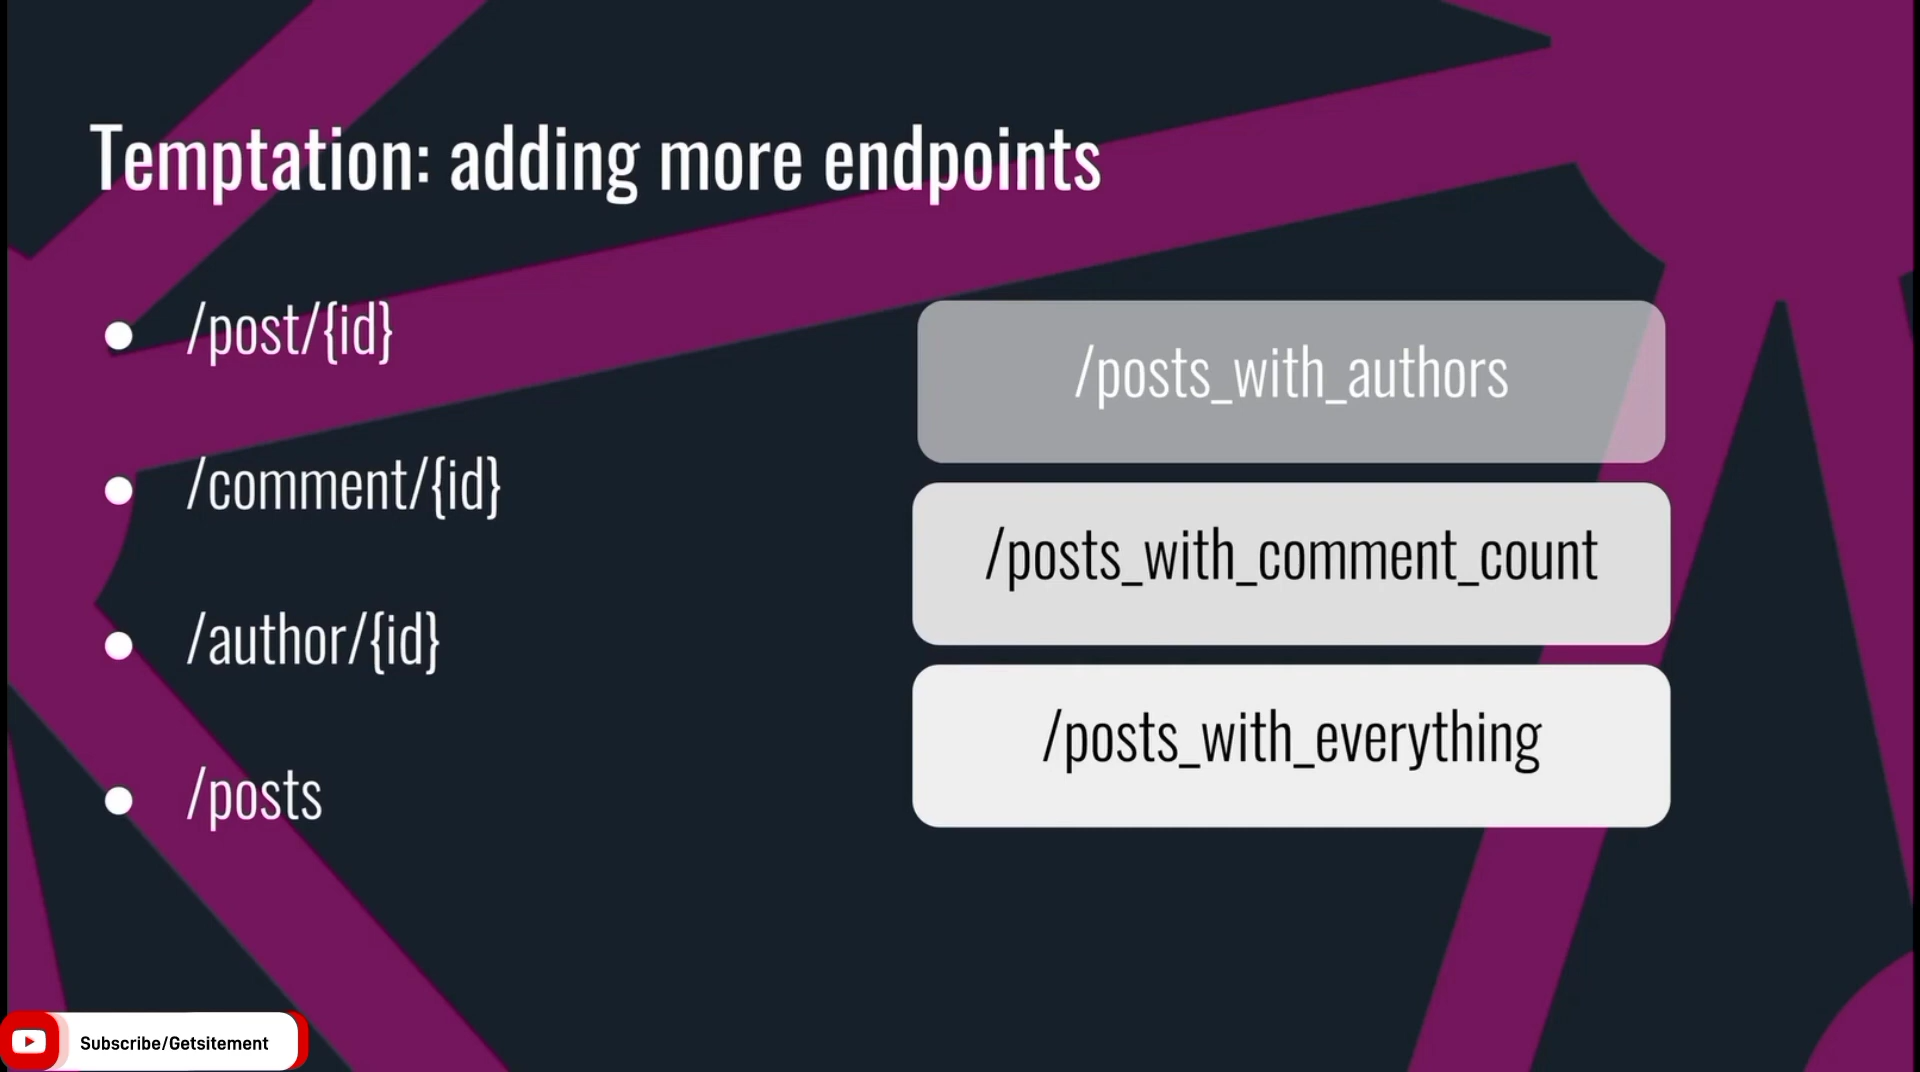 Temptation: adding more endpoints
/post/{id}
/comment/{id}
/author/{id}
/posts
/posts_with_authors
/posts_with_comment_count
/posts_with_everything
Subscribe/Getsitement